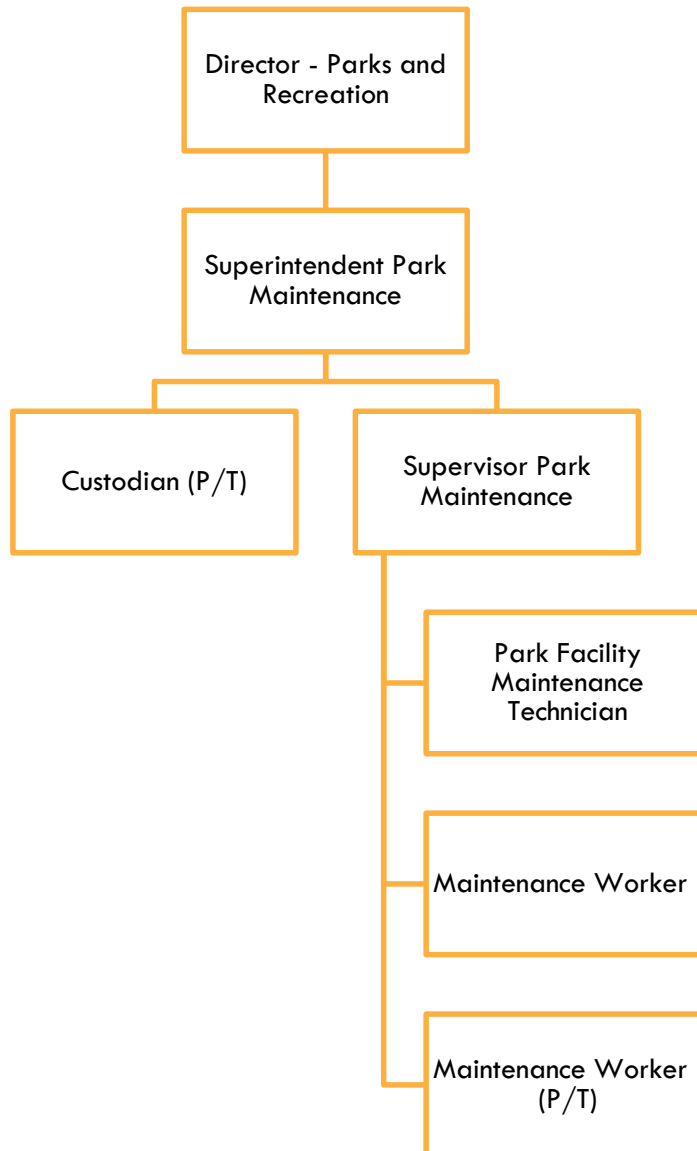 Director - Parks and
Recreation
Superintendent Park
Maintenance
Custodian (P/T)
Supervisor Park
Maintenance
Park Facility
Maintenance
Technician
Maintenance Worker
Maintenance Worker
(P/T)